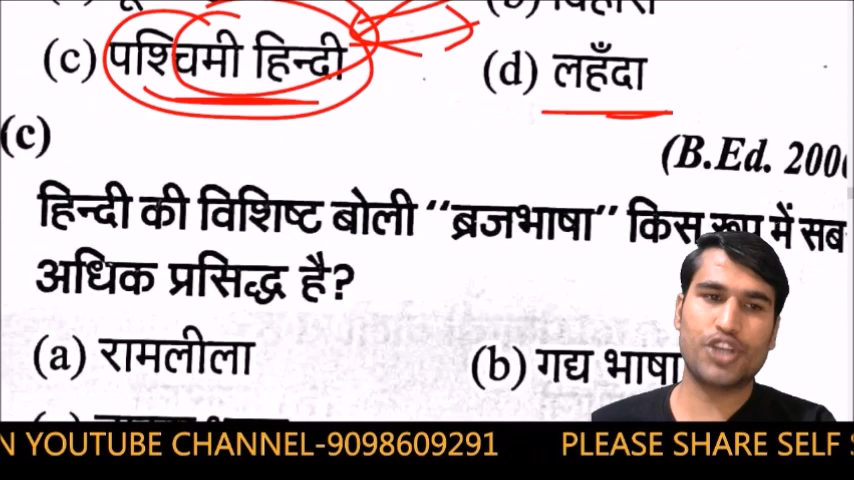 (c) पश्चिमी हिन्दी
(d) लहँदा
(c)
(B.Ed. 200
हिन्दी की विशिष्ट बोली ‘‘ब्रजभाषा’’ किस रूप में सब
अधिक प्रसिद्ध है?
(a) रामलीला
(b) गद्य भाषा
N YOUTUBE CHANNEL-9098609291 PLEASE SHARE SELF S